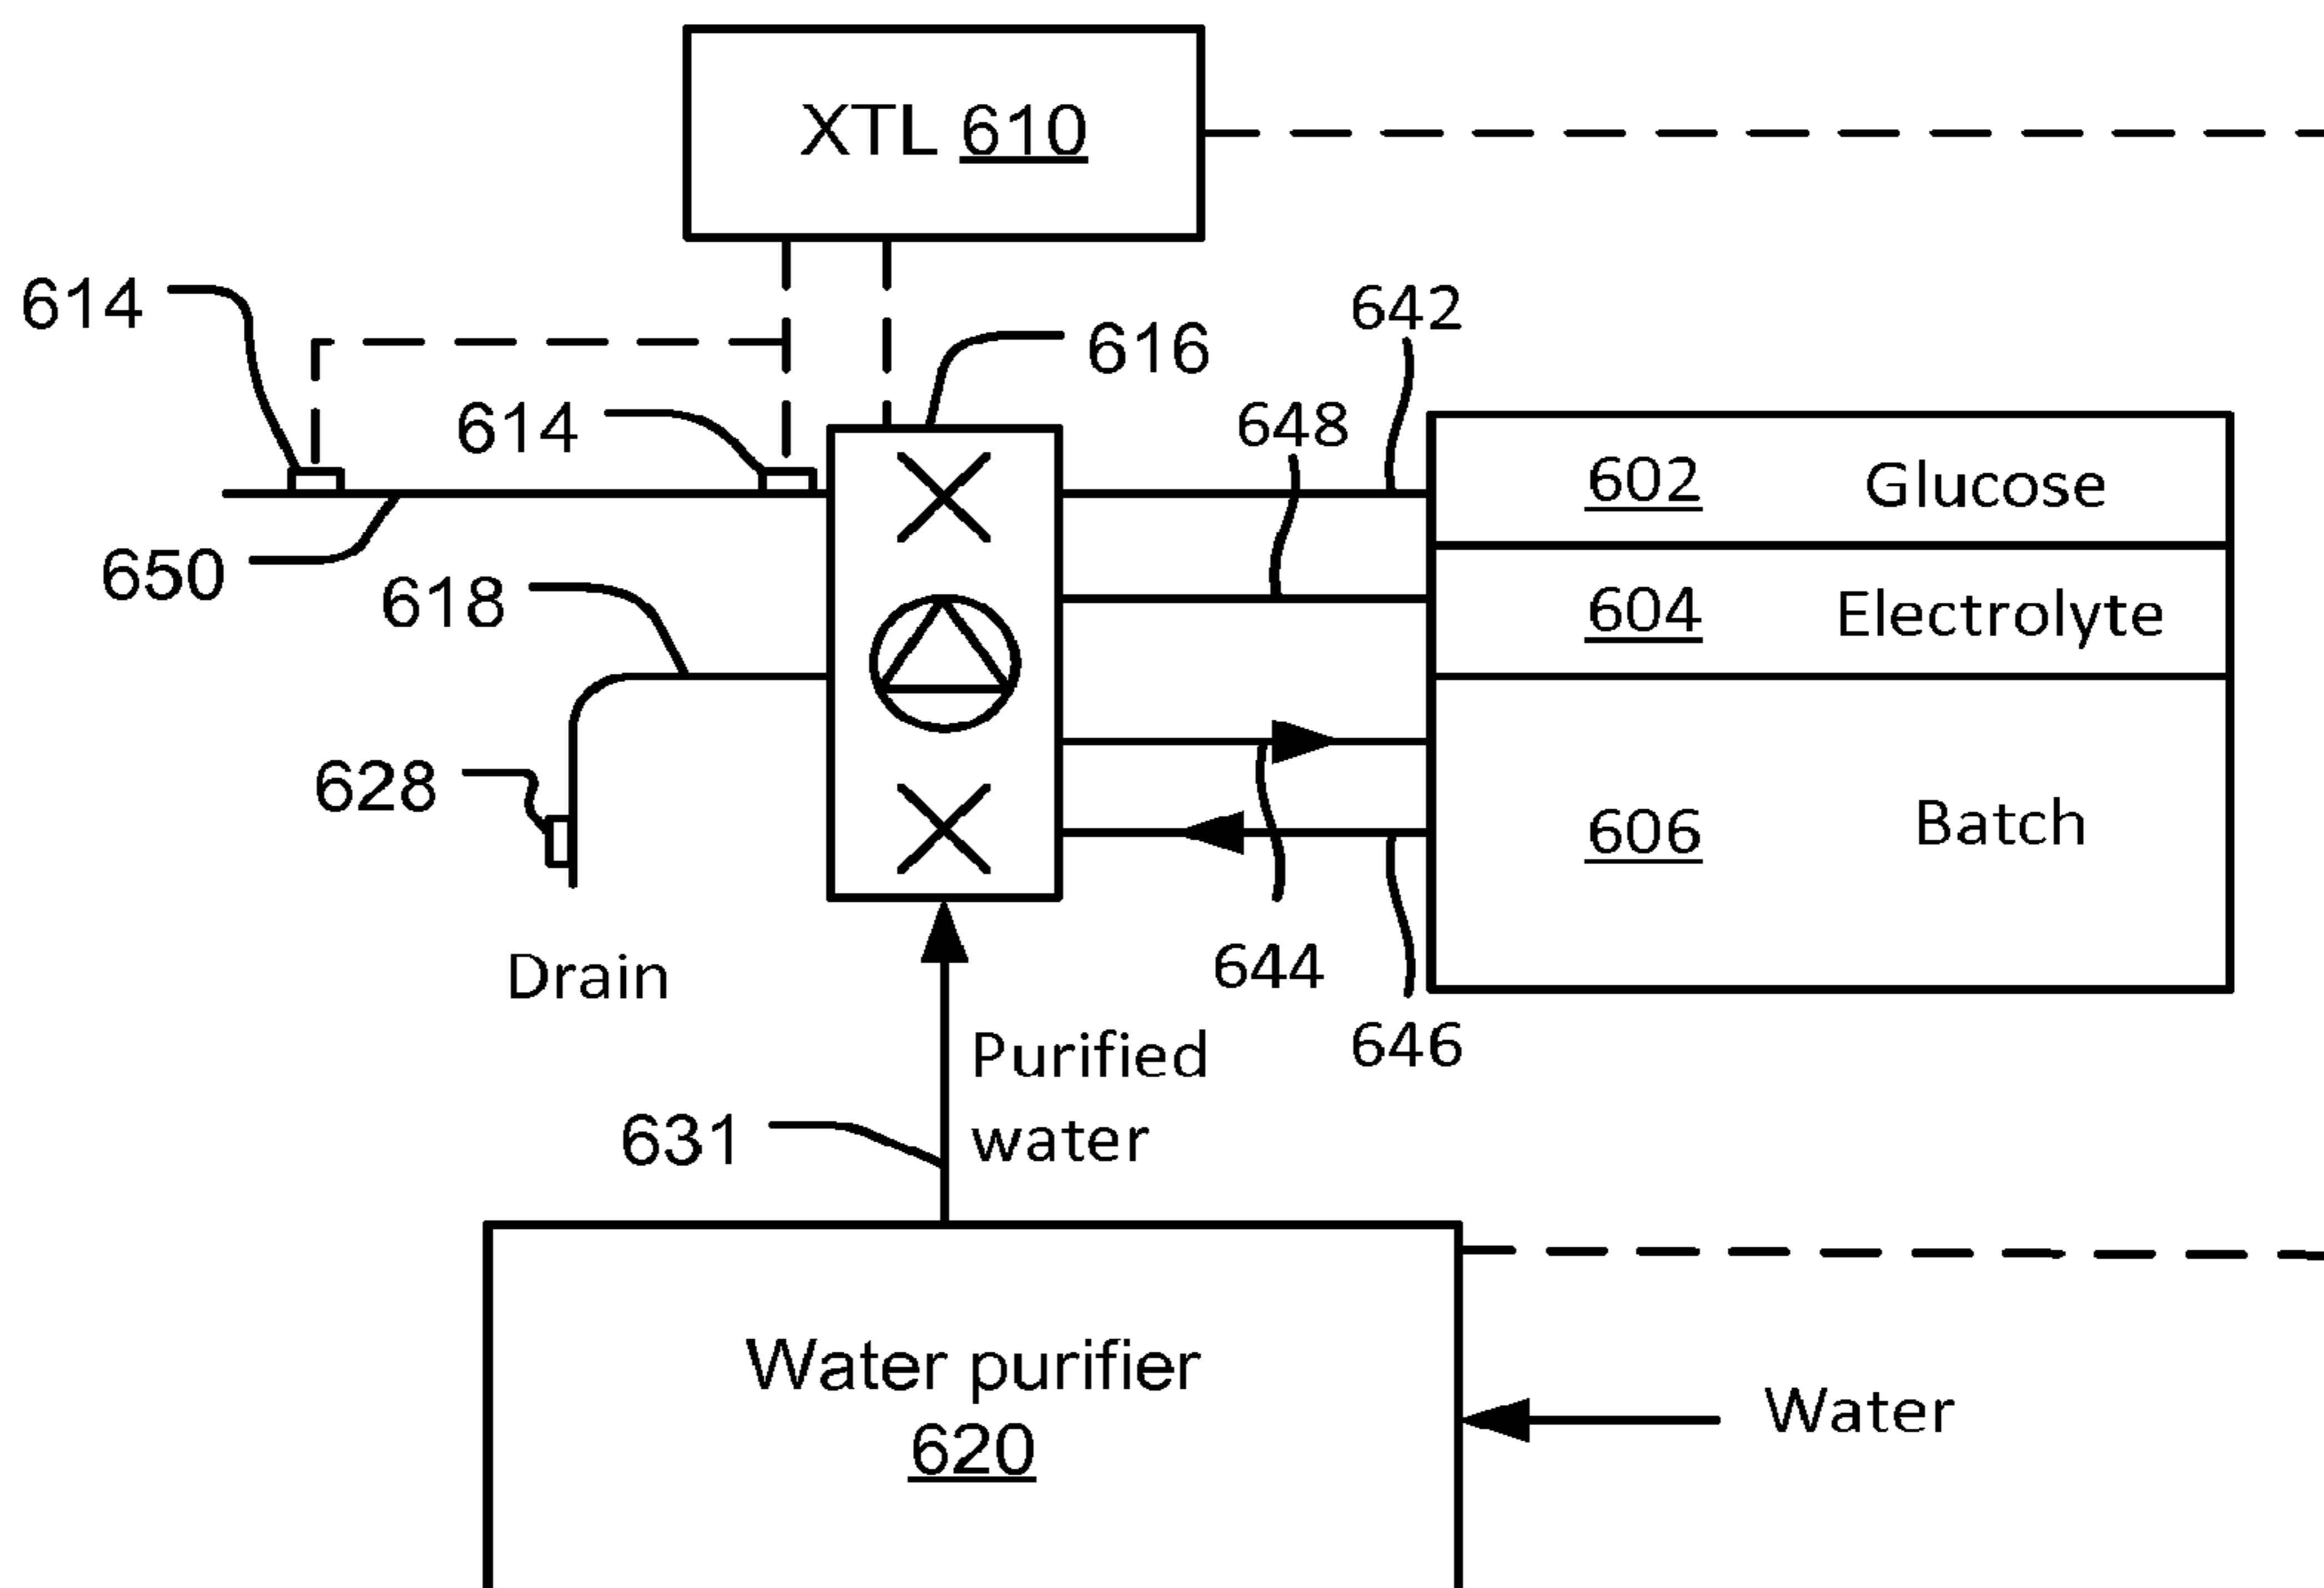 XTL 610
614
642
616
614
648
602 Glucose
650
618
604 Electrolyte
628
606 Batch
Drain
644
Purified
water
646
631
Water purifier
620
Water